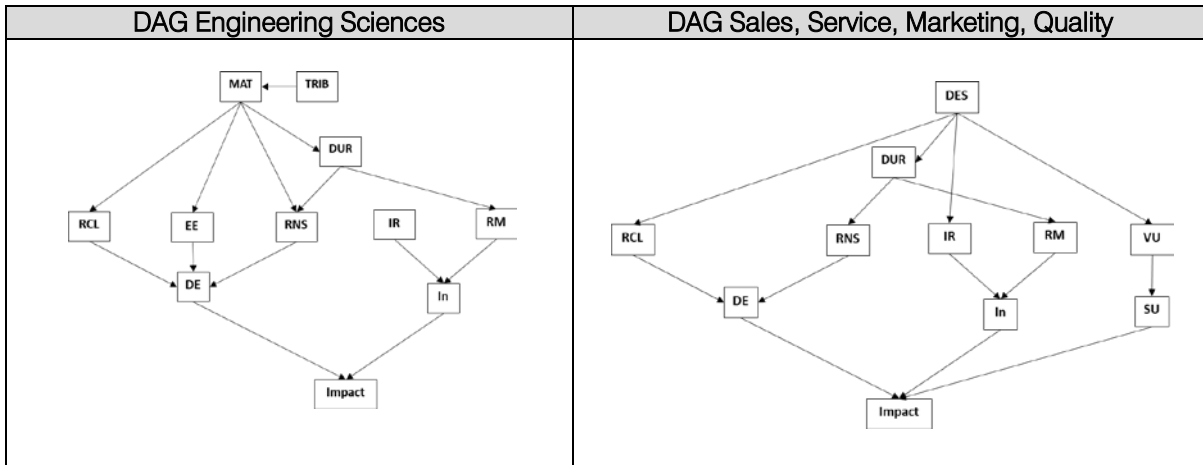 DAG Engineering Sciences
DAG Sales, Service, Marketing, Quality
MAT
TRIB
DUR
RCL
EE
RNS
IR
RM
DE
In
Impact
DES
DUR
RCL
RNS
IR
RM
VU
DE
In
SU
Impact